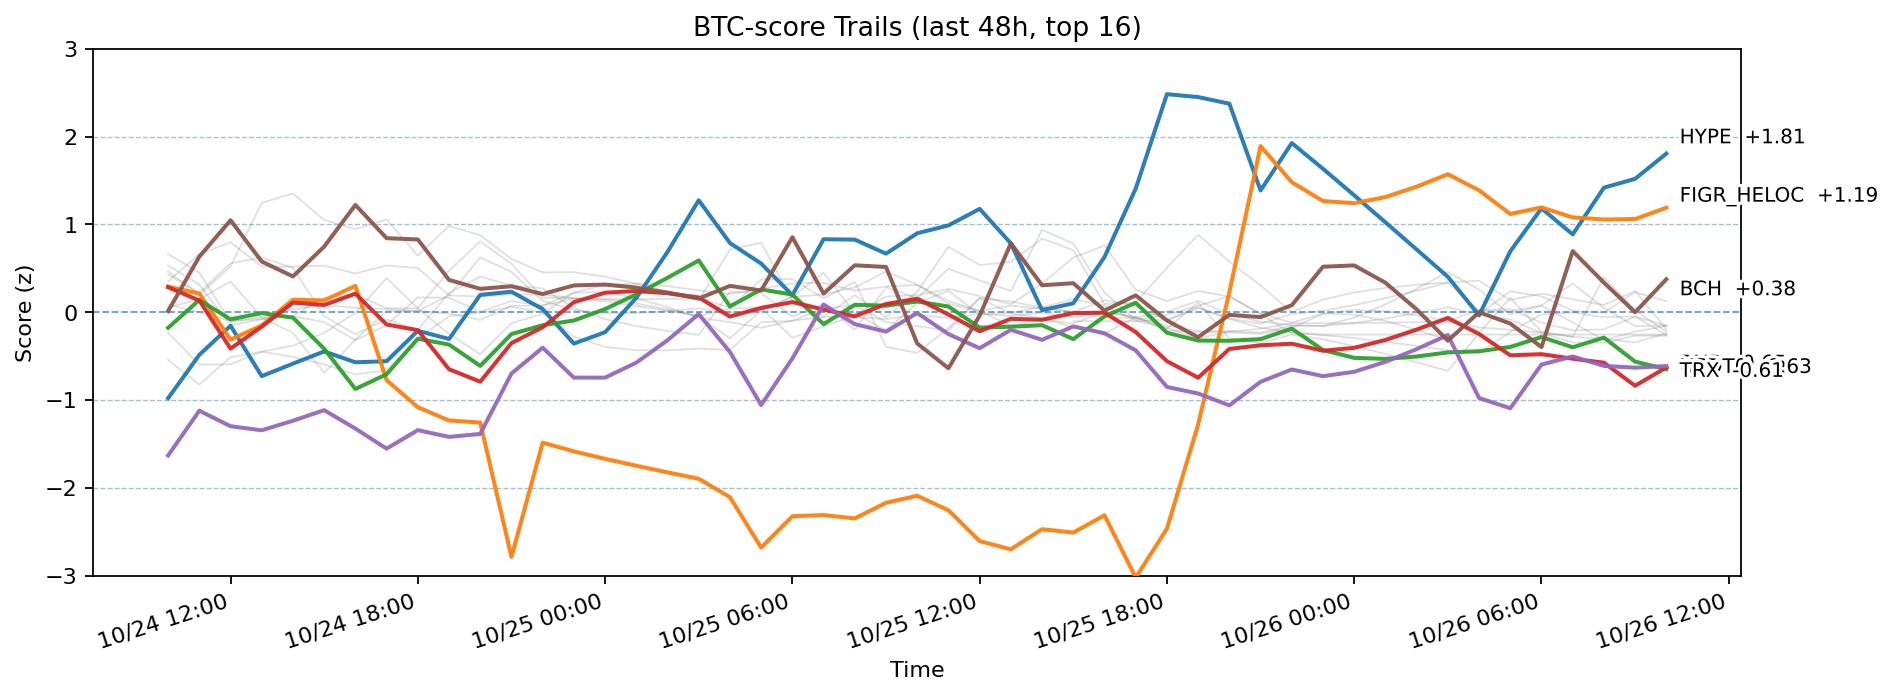 BTC-score Trails (last 48h, top 16)
Score (z)
3
2
1
0
−1
−2
−3
HYPE +1.81
FIGR_HELOC +1.19
BCH +0.38
TRX -0.61
10/24 12:00
10/24 18:00
10/25 00:00
10/25 06:00
10/25 12:00
10/25 18:00
10/26 00:00
10/26 06:00
10/26 12:00
Time